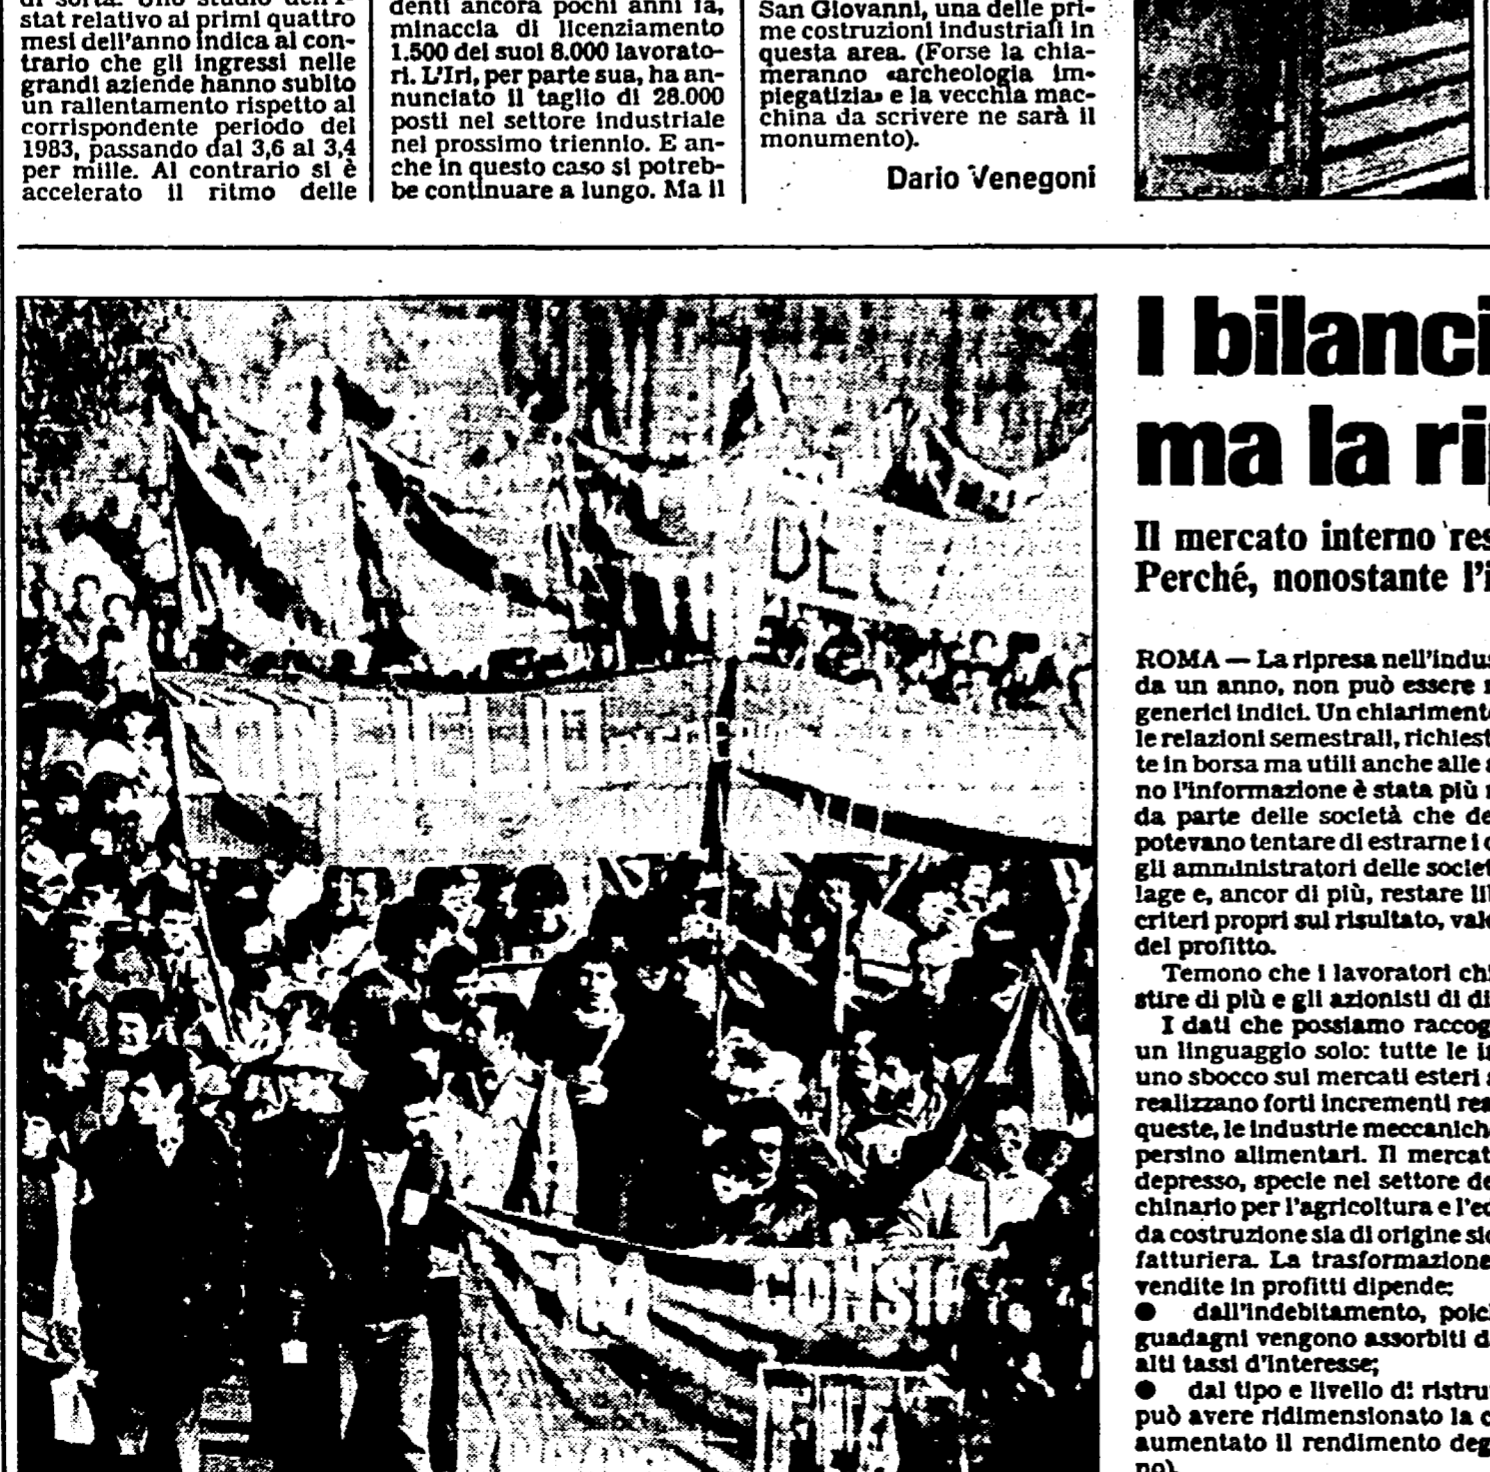 stat relativo ai primi quattro
mesi dell'anno indica al con-
trario che gli ingressi nelle
grandi aziende hanno subito
un rallentamento rispetto al
corrispondente periodo del
1983, passando dal 3,6 al 3,4
per mille. Al contrario si è
accelerato il ritmo delle
denti ancora pochi anni fa,
minaccia di licenziamento
1.500 dei suoi 8.000 lavorato-
ri. L'Iri, per parte sua, ha an-
nunciato il taglio di 28.000
posti nel settore industriale
nel prossimo triennio. E an-
che in questo caso si potreb-
be continuare a lungo. Ma il
San Giovanni, una delle pri-
me costruzioni industriali in
questa area. (Forse la chia-
meranno «archeologia im-
piegatizia» e la vecchia mac-
china da scrivere ne sarà il
monumento).
Dario Venegoni
DEL
CONSI
I bilanci
ma la rip
Il mercato interno res
Perché, nonostante l'i
ROMA — La ripresa nell'indus
da un anno, non può essere
generici indici. Un chiariment
le relazioni semestrali, richiest
te in borsa ma utili anche alle a
no l'informazione è stata più
da parte delle società che de
potevano tentare di estrarne i
gli amministratori delle societ
lage e, ancor di più, restare lib
criteri propri sul risultato, val
del profitto.
Temono che i lavoratori chi
stire di più e gli azionisti di di
I dati che possiamo raccog
un linguaggio solo: tutte le i
uno sbocco sui mercati esteri
realizzano forti incrementi rea
queste, le industrie meccanich
persino alimentari. Il mercat
depresso, specie nel settore de
chinario per l'agricoltura e l'ed
da costruzione sia di origine sid
fatturiera. La trasformazione
vendite in profitti dipende:
● dall'indebitamento, poic
guadagni vengono assorbiti d
alti tassi d'interesse;
● dal tipo e livello di ristru
può avere ridimensionato la c
aumentato il rendimento deg
no).